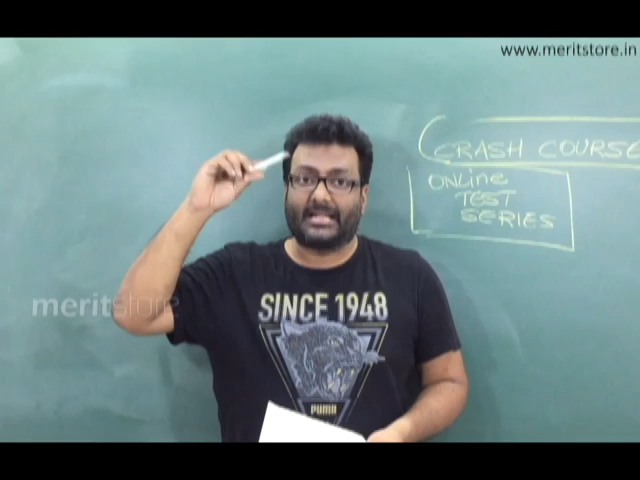 www.meritstore.in
CRASH COURSE
ONLINE
TEST
SERIES
meritstore
SINCE 1948
PUMA